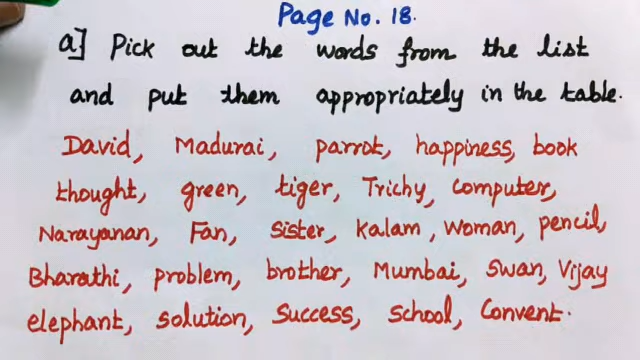 Page No. 18.
a] Pick out the words from the list
and put them appropriately in the table.
David, Madurai, parrot, happiness, book
thought, green, tiger, Trichy, computer,
Narayanan, Fan, sister, Kalam, woman, pencil,
Bharathi, problem, brother, Mumbai, swan, Vijay
elephant, solution, success, school, Convent.